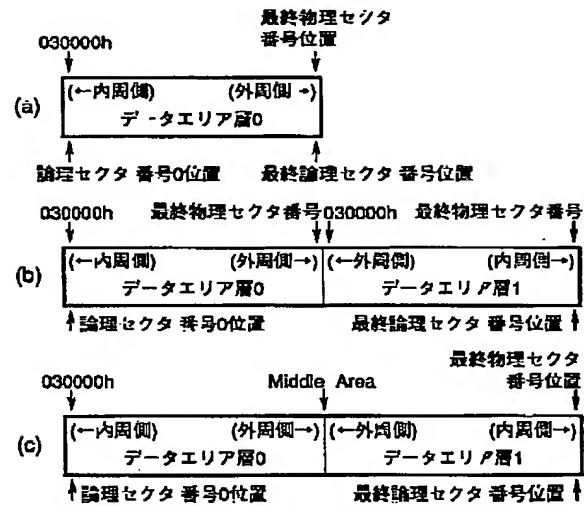 最終物理セクタ
番号位置
030000h
(a)
(←内周側) (外周側→)
データエリア層0
論理セクタ 番号0位置 最終論理セクタ 番号位置
030000h 最終物理セクタ番号 030000h 最終物理セクタ番号
(b)
(←内周側) (外周側→) (←外周側) (内周側→)
データエリア層0 データエリア層1
論理セクタ 番号0位置 最終論理セクタ 番号位置
最終物理セクタ
番号位置
030000h Middle Area
(c)
(←内周側) (外周側→) (←外周側) (内周側→)
データエリア層0 データエリア層1
論理セクタ 番号0位置 最終論理セクタ 番号位置